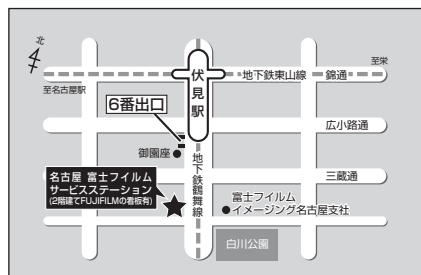 北
至栄
伏見駅
地下鉄東山線
錦通
至名古屋駅
6番出口
広小路通
御園座
地下鉄鶴舞線
三蔵通
名古屋 富士フイルム
サービスステーション
(2階建てFUJIFILMの看板有)
富士フイルム
イメージング名古屋支社
白川公園